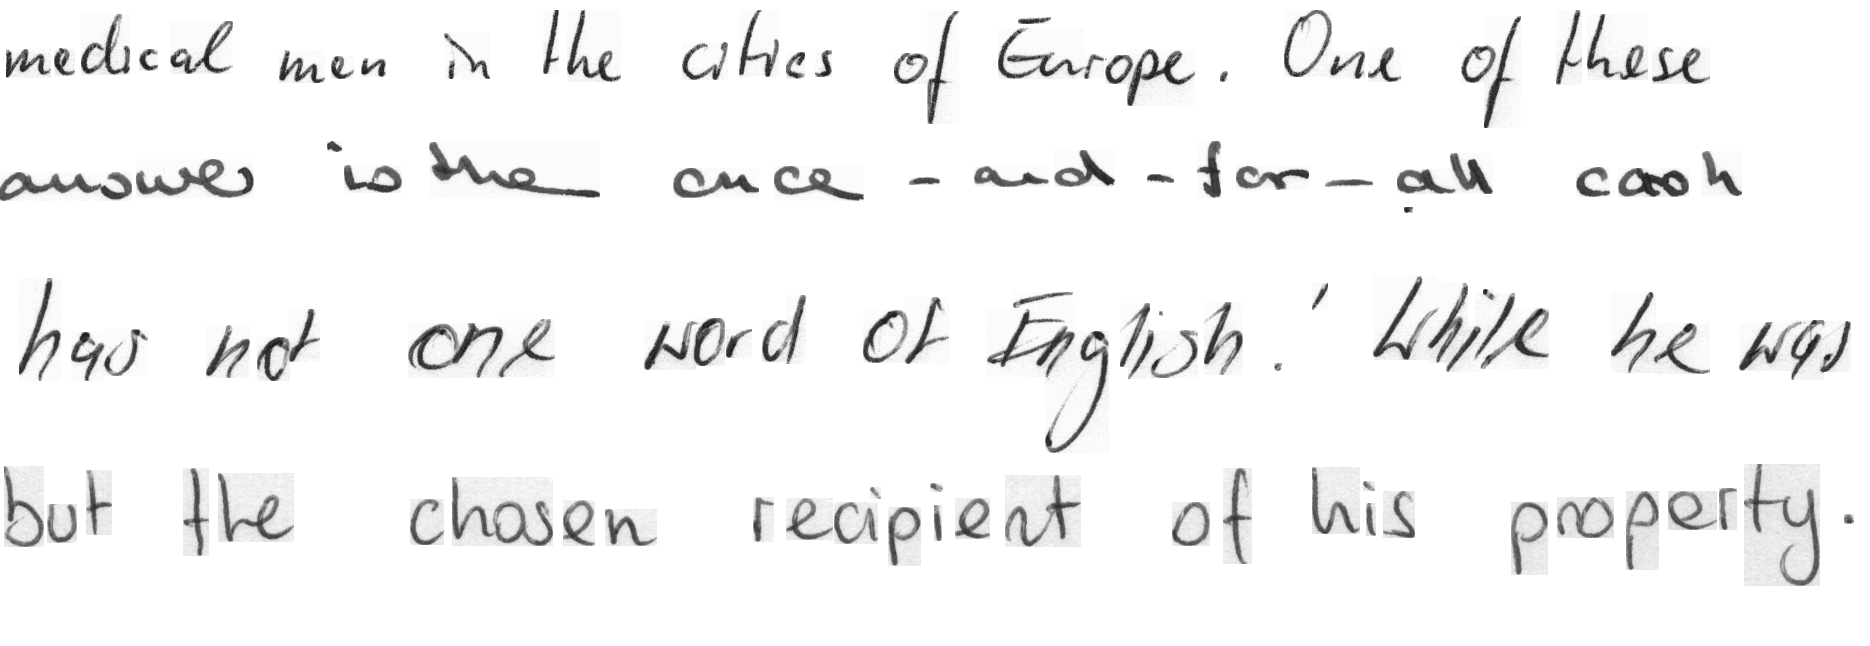 medical men in the cities of Europe. One of these
answer is the once-and-for-all cash
has not one word of English.' While he was
but the chosen recipient of his property.